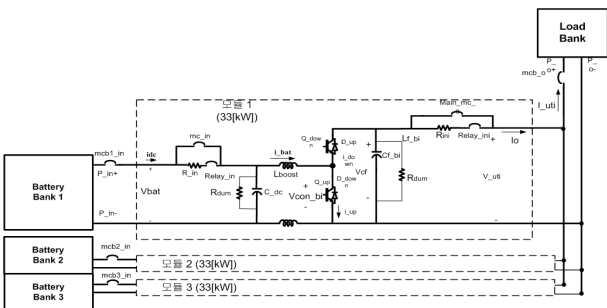 Load
Bank
P_
o+
P_
o-
mcb_o
I_uti
모듈 1
(33[kW])
Main_mc_
Rini
Relay_ini
Io
mc_in
Q_dow
n
D_up
Lf_bi
mcb1_in
idc
i_bat
i_do
wn
Cf_bi
P_in+
R_in
Relay_in
Lboost
Vcf
Battery
Bank 1
Vbat
Rdum
C_dc
Vcon_bi
Q_up
D_dow
n
Rdum
V_uti
P_in-
i_up
Battery
Bank 2
mcb2_in
모듈 2 (33[kW])
Battery
Bank 3
mcb3_in
모듈 3 (33[kW])